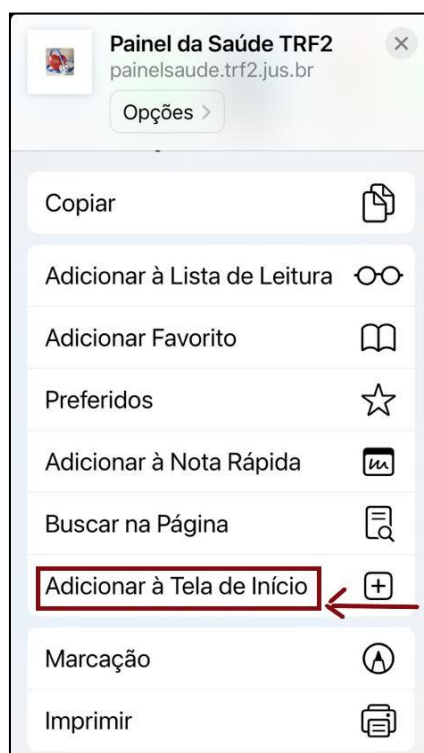 Painel da Saúde TRF2
painelsaude.trf2.jus.br
Opções
Copiar
Adicionar à Lista de Leitura
Adicionar Favorito
Preferidos
Adicionar à Nota Rápida
Buscar na Página
Adicionar à Tela de Início
Marcação
Imprimir